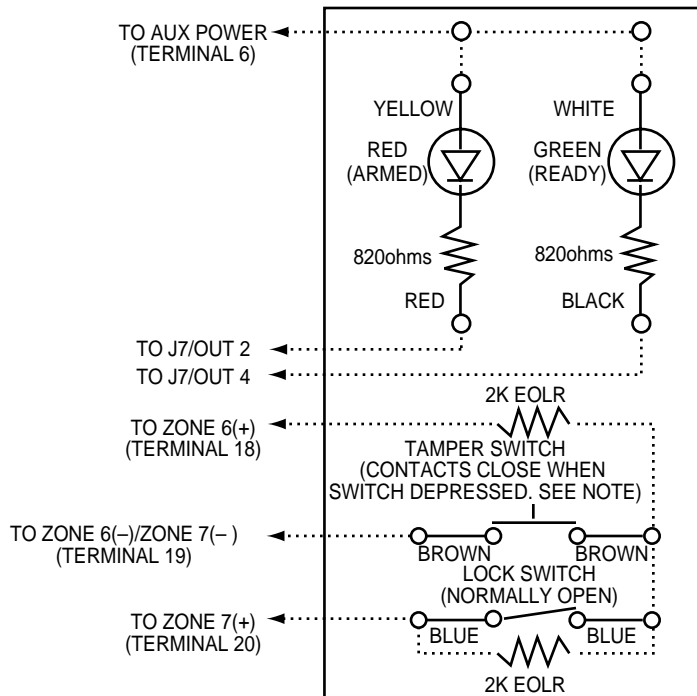 TO AUX POWER
(TERMINAL 6)
YELLOW
WHITE
RED
(ARMED)
GREEN
(READY)
820ohms
820ohms
RED
BLACK
TO J7/OUT 2
TO J7/OUT 4
2K EOLR
TO ZONE 6(+)
(TERMINAL 18)
TAMPER SWITCH
(CONTACTS CLOSE WHEN
SWITCH DEPRESSED. SEE NOTE)
TO ZONE 6(–)/ZONE 7(– )
(TERMINAL 19)
BROWN
BROWN
LOCK SWITCH
(NORMALLY OPEN)
TO ZONE 7(+)
(TERMINAL 20)
BLUE
BLUE
2K EOLR